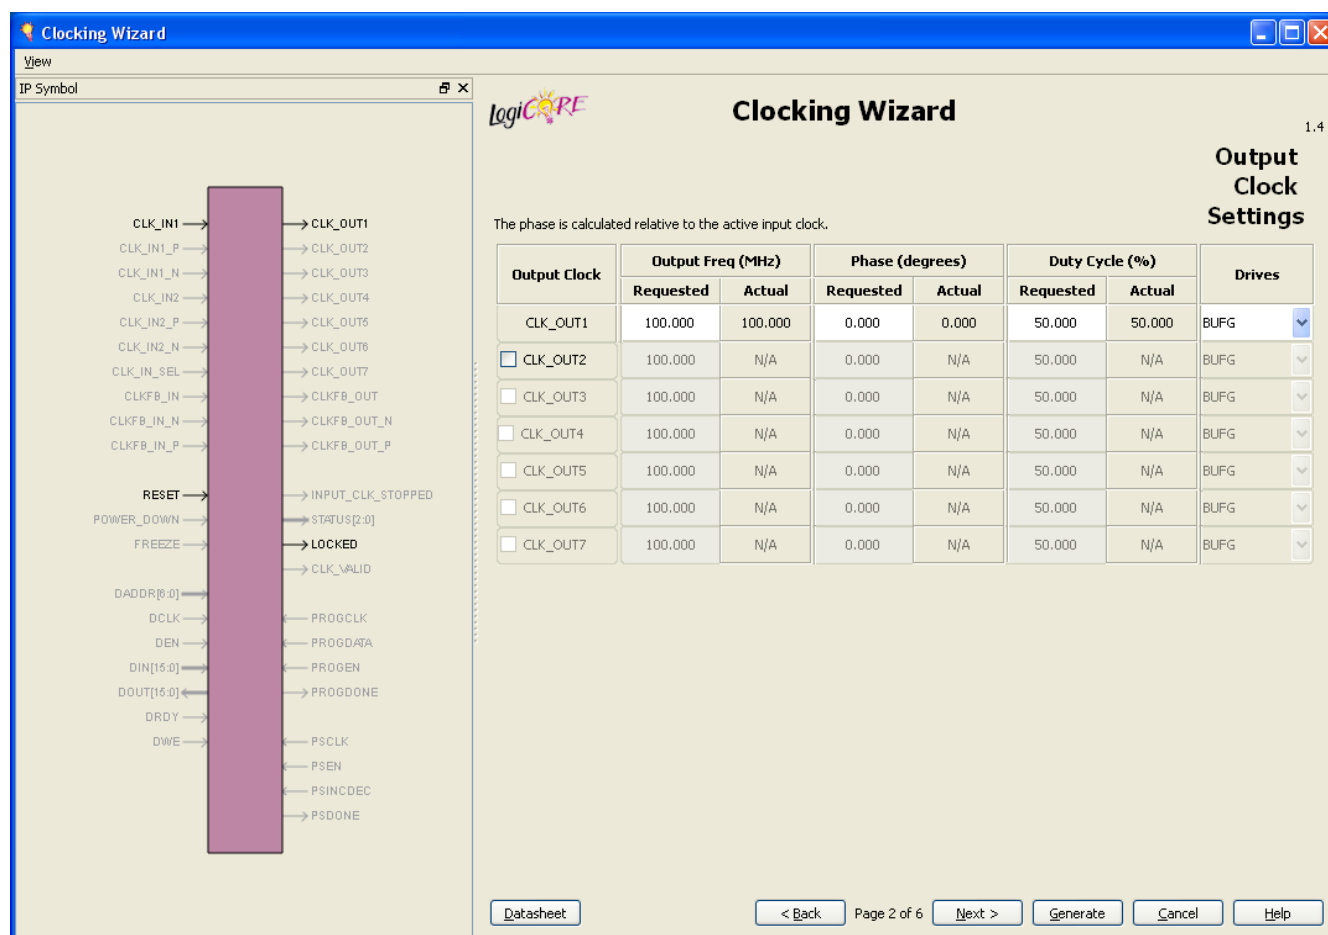 Clocking Wizard
View
IP Symbol
CLK_IN1
CLK_IN1_P
CLK_IN1_N
CLK_IN2
CLK_IN2_P
CLK_IN2_N
CLK_IN_SEL
CLKFB_IN
CLKFB_IN_N
CLKFB_IN_P
RESET
POWER_DOWN
FREEZE
DADDR[6:0]
DCLK
DEN
DIN[15:0]
DOUT[15:0]
DRDY
DWE
CLK_OUT1
CLK_OUT2
CLK_OUT3
CLK_OUT4
CLK_OUT5
CLK_OUT6
CLK_OUT7
CLKFB_OUT
CLKFB_OUT_N
CLKFB_OUT_P
INPUT_CLK_STOPPED
STATUS[2:0]
LOCKED
CLK_VALID
PROGCLK
PROGDATA
PROGEN
PROGDONE
PSCLK
PSEN
PSINCDEC
PSDONE
LogiCORE
Clocking Wizard
1.4
Output
Clock
Settings
The phase is calculated relative to the active input clock.
Output Clock Output Freq (MHz) Phase (degrees) Duty Cycle (%) Drives
Requested Actual Requested Actual Requested Actual
CLK_OUT1 100.000 100.000 0.000 0.000 50.000 50.000 BUFG
CLK_OUT2 100.000 N/A 0.000 N/A 50.000 N/A BUFG
CLK_OUT3 100.000 N/A 0.000 N/A 50.000 N/A BUFG
CLK_OUT4 100.000 N/A 0.000 N/A 50.000 N/A BUFG
CLK_OUT5 100.000 N/A 0.000 N/A 50.000 N/A BUFG
CLK_OUT6 100.000 N/A 0.000 N/A 50.000 N/A BUFG
CLK_OUT7 100.000 N/A 0.000 N/A 50.000 N/A BUFG
Datasheet < Back Page 2 of 6 Next > Generate Cancel Help